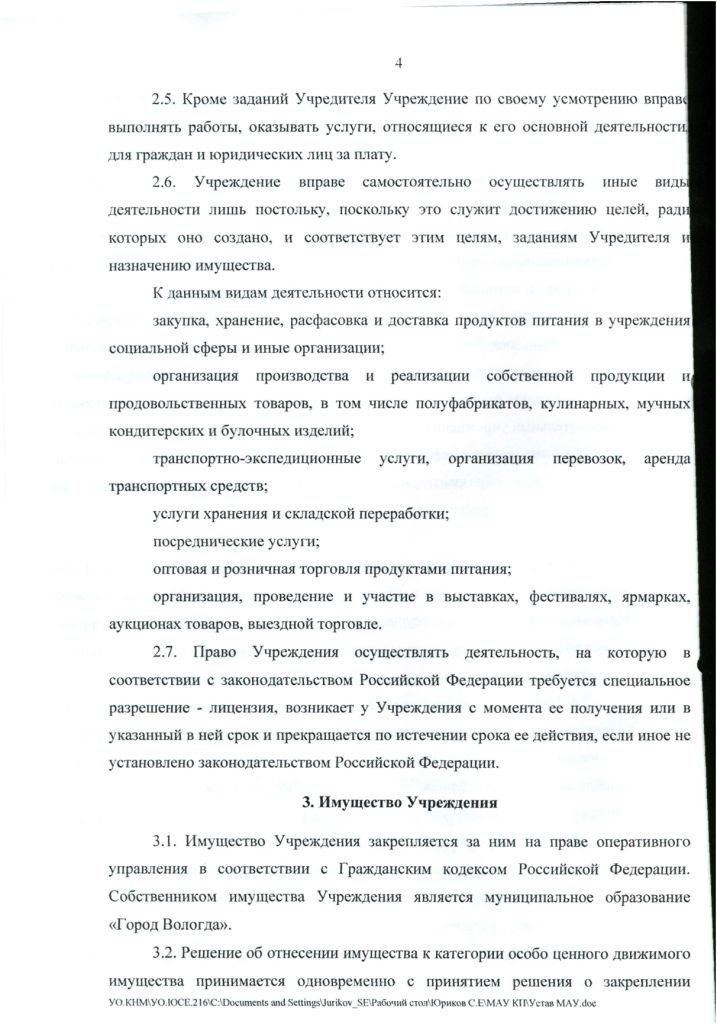 4
2.5. Кроме заданий Учредителя Учреждение по своему усмотрению вправе
выполнять работы, оказывать услуги, относящиеся к его основной деятельности,
для граждан и юридических лиц за плату.
2.6. Учреждение вправе самостоятельно осуществлять иные виды
деятельности лишь постольку, поскольку это служит достижению целей, ради
которых оно создано, и соответствует этим целям, заданиям Учредителя и
назначению имущества.
К данным видам деятельности относится:
закупка, хранение, расфасовка и доставка продуктов питания в учреждения
социальной сферы и иные организации;
организация производства и реализации собственной продукции и
продовольственных товаров, в том числе полуфабрикатов, кулинарных, мучных
кондитерских и булочных изделий;
транспортно-экспедиционные услуги, организация перевозок, аренда
транспортных средств;
услуги хранения и складской переработки;
посреднические услуги;
оптовая и розничная торговля продуктами питания;
организация, проведение и участие в выставках, фестивалях, ярмарках,
аукционах товаров, выездной торговле.
2.7. Право Учреждения осуществлять деятельность, на которую в
соответствии с законодательством Российской Федерации требуется специальное
разрешение - лицензия, возникает у Учреждения с момента ее получения или в
указанный в ней срок и прекращается по истечении срока ее действия, если иное не
установлено законодательством Российской Федерации.
3. Имущество Учреждения
3.1. Имущество Учреждения закрепляется за ним на праве оперативного
управления в соответствии с Гражданским кодексом Российской Федерации.
Собственником имущества Учреждения является муниципальное образование
«Город Вологда».
3.2. Решение об отнесении имущества к категории особо ценного движимого
имущества принимается одновременно с принятием решения о закреплении
УО.КНМ\УО.ЮСЕ.216\C:\Documents and Settings\Jurikov_SE\Рабочий стол\Юриков С.Е\МАУ КТ\Устав МАУ.doc